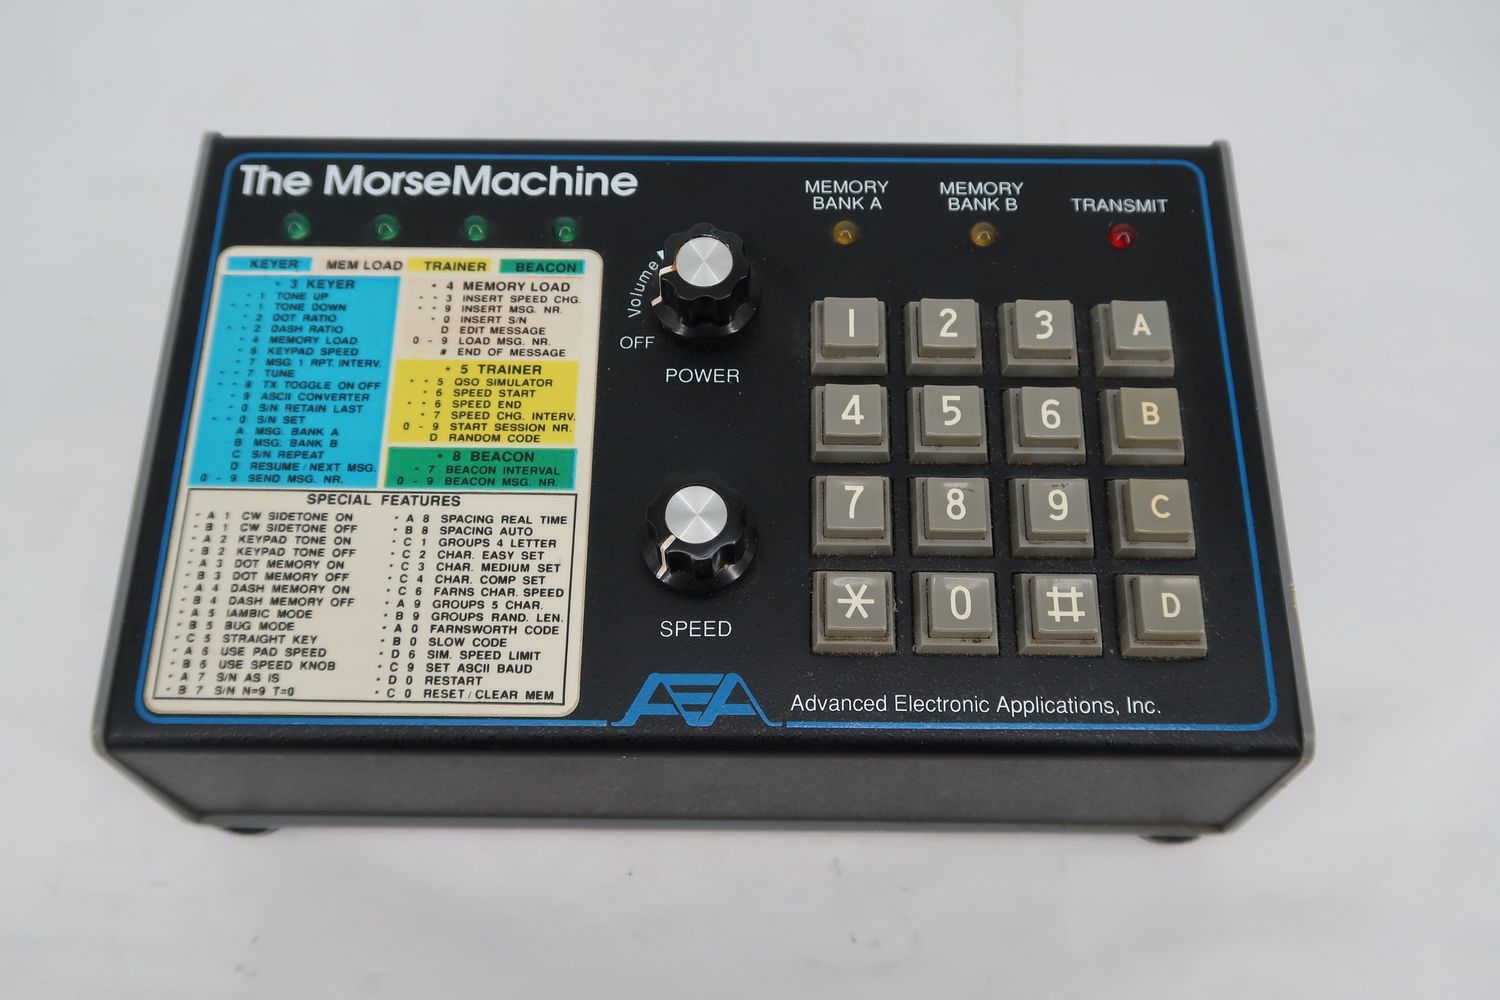 The MorseMachine
MEMORY BANK A
MEMORY BANK B
TRANSMIT
KEYER MEM LOAD TRAINER BEACON
* 3 KEYER
* 1 TONE UP
* * 1 TONE DOWN
* 2 DOT RATIO
* * 2 DASH RATIO
* 4 MEMORY LOAD
* 6 KEYPAD SPEED
* 7 MSG 1 RPT. INTERV.
* * 7 TUNE
* * 8 TX TOGGLE ON OFF
* 9 ASCII CONVERTER
* 0 S/N RETAIN LAST
* * 0 S/N SET
A MSG. BANK A
B MSG. BANK B
C S/N REPEAT
D RESUME/NEXT MSG.
0 - 9 SEND MSG. NR.
* 4 MEMORY LOAD
* * 3 INSERT SPEED CHG.
* * 9 INSERT MSG. NR.
* 0 INSERT S/N
D EDIT MESSAGE
0 - 9 LOAD MSG. NR.
# END OF MESSAGE
* 5 TRAINER
* * 5 QSO SIMULATOR
* * 6 SPEED START
* * 6 SPEED END
* 7 SPEED CHG. INTERV.
0 - 9 START SESSION NR.
D RANDOM CODE
* 8 BEACON
* 7 BEACON INTERVAL
0 - 9 BEACON MSG. NR.
SPECIAL FEATURES
* A 1 CW SIDETONE ON
* B 1 CW SIDETONE OFF
* A 2 KEYPAD TONE ON
* B 2 KEYPAD TONE OFF
* A 3 DOT MEMORY ON
* B 3 DOT MEMORY OFF
* A 4 DASH MEMORY ON
* B 4 DASH MEMORY OFF
* A 5 IAMBIC MODE
* B 5 BUG MODE
* C 5 STRAIGHT KEY
* A 6 USE PAD SPEED
* B 6 USE SPEED KNOB
* A 7 S/N AS IS
* B 7 S/N N=9 T=0
* A 8 SPACING REAL TIME
* B 8 SPACING AUTO
* C 1 GROUPS 4 LETTER
* C 2 CHAR. EASY SET
* C 3 CHAR. MEDIUM SET
* C 4 CHAR. COMP SET
* C 6 FARNS CHAR. SPEED
* A 9 GROUPS 5 CHAR.
* B 9 GROUPS RAND. LEN.
* A 0 FARNSWORTH CODE
* B 0 SLOW CODE
* D 6 SIM. SPEED LIMIT
* C 9 SET ASCII BAUD
* D 0 RESTART
* C 0 RESET/CLEAR MEM
Volume
OFF
POWER
SPEED
1 2 3 A
4 5 6 B
7 8 9 C
* 0 # D
AEA Advanced Electronic Applications, Inc.